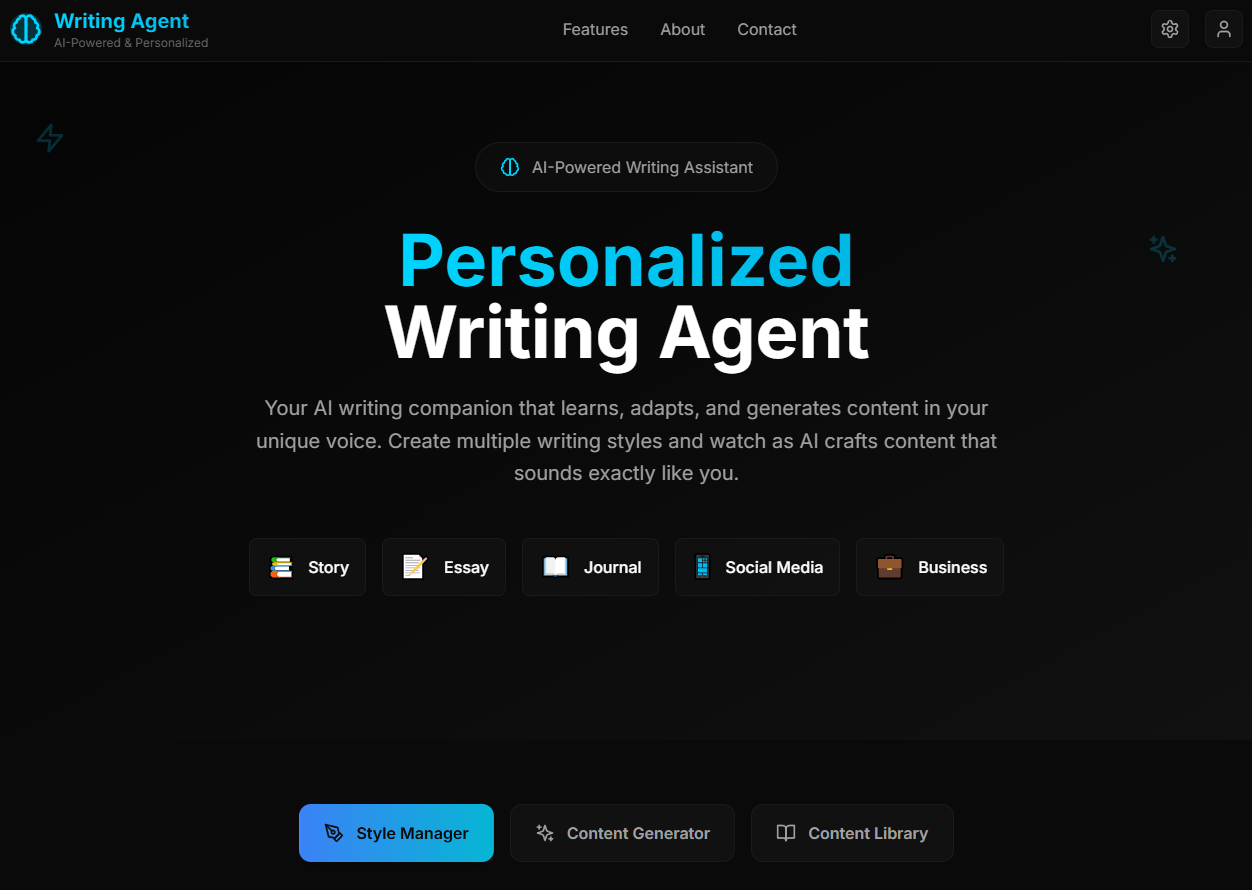 Writing Agent
AI-Powered & Personalized
Features
About
Contact
AI-Powered Writing Assistant
Personalized
Writing Agent
Your AI writing companion that learns, adapts, and generates content in your
unique voice. Create multiple writing styles and watch as AI crafts content that
sounds exactly like you.
Story
Essay
Journal
Social Media
Business
Style Manager
Content Generator
Content Library